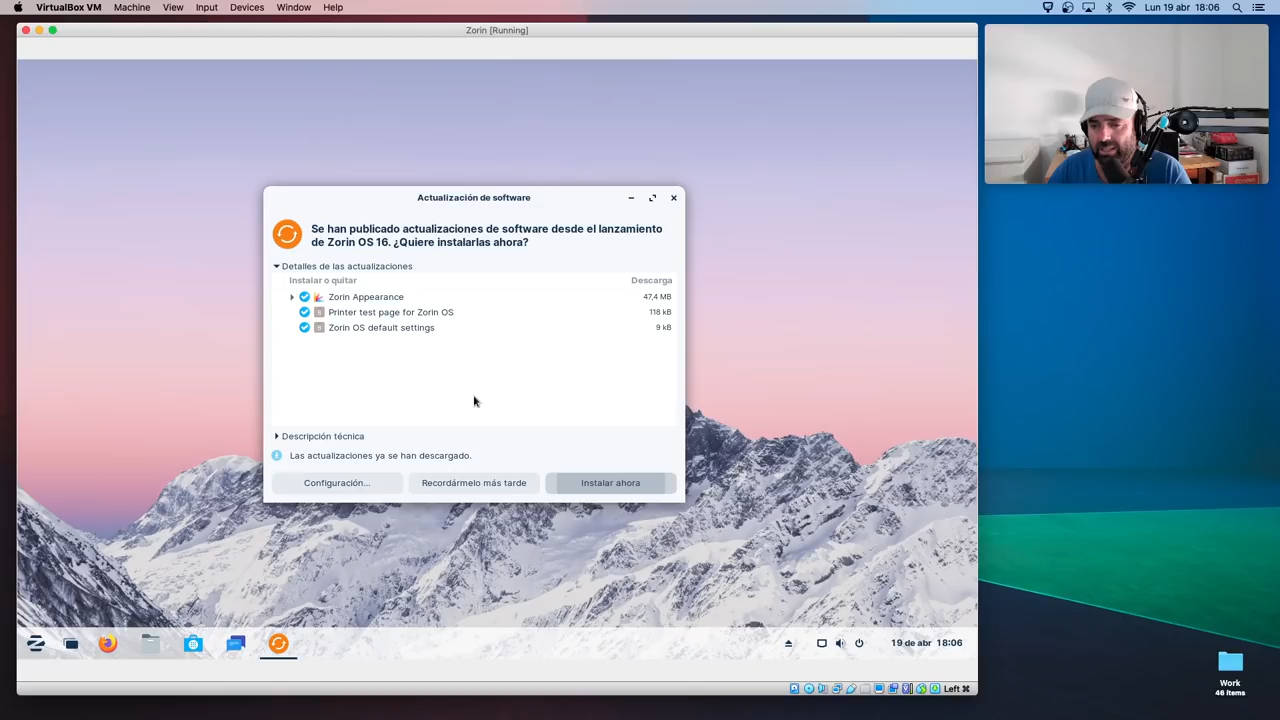 VirtualBox VM Machine View Input Devices Window Help Lun 19 abr 18:06
Zorin [Running]
Actualización de software
Se han publicado actualizaciones de software desde el lanzamiento
de Zorin OS 16. ¿Quiere instalarlas ahora?
Detalles de las actualizaciones
Instalar o quitar Descarga
Zorin Appearance 47,4 MB
Printer test page for Zorin OS 118 kB
Zorin OS default settings 9 kB
Descripción técnica
Las actualizaciones ya se han descargado.
Configuración... Recordármelo más tarde Instalar ahora
19 de abr 18:06
Left ⌘
Work
46 items